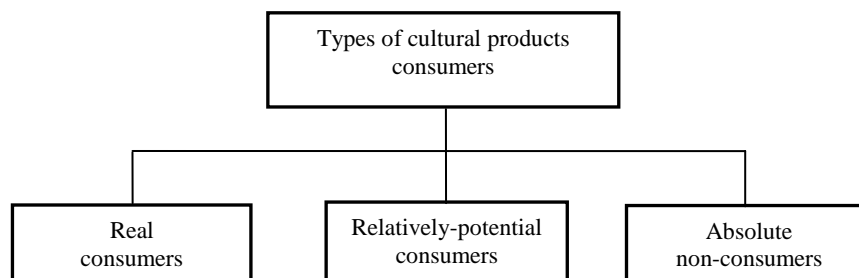 Types of cultural products
consumers
Real
consumers
Relatively-potential
consumers
Absolute
non-consumers